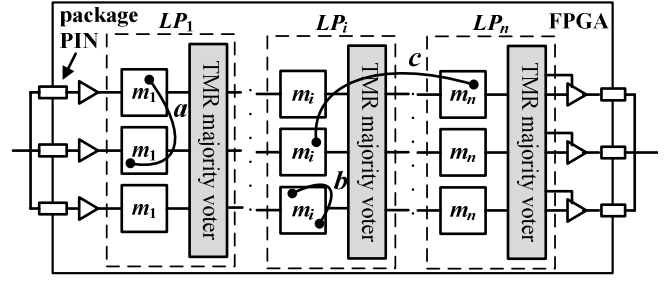 package
PIN
LP1
LPi
LPn
FPGA
m1
a
m1
m1
TMR majority voter
mi
c
mi
b
mi
TMR majority voter
mn
mn
mn
TMR majority voter